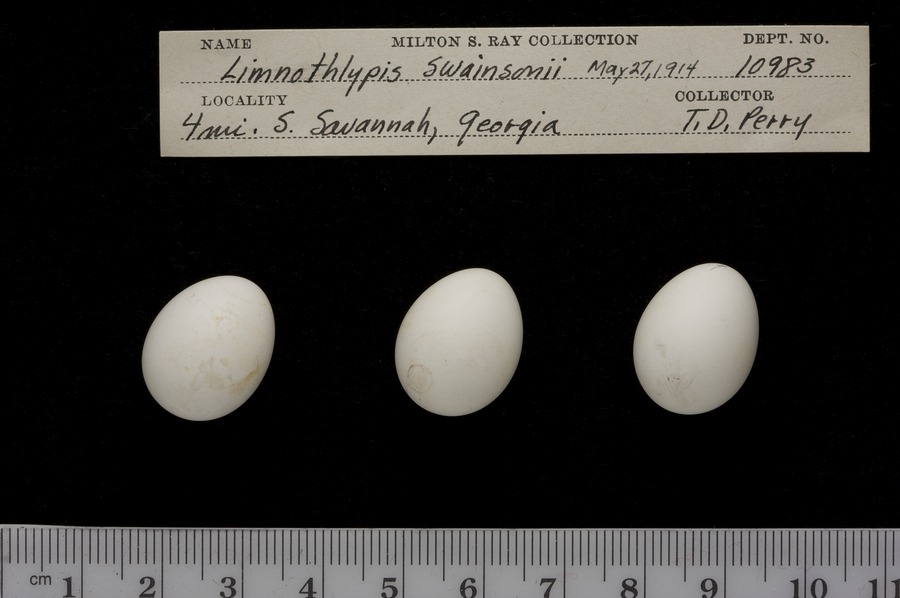 NAME MILTON S. RAY COLLECTION DEPT. NO.
Limnothlypis Swainsonii May 27, 1914 10983
LOCALITY COLLECTOR
4 mi. S. Savannah, Georgia T. D. Perry
cm 1 2 3 4 5 6 7 8 9 10 11